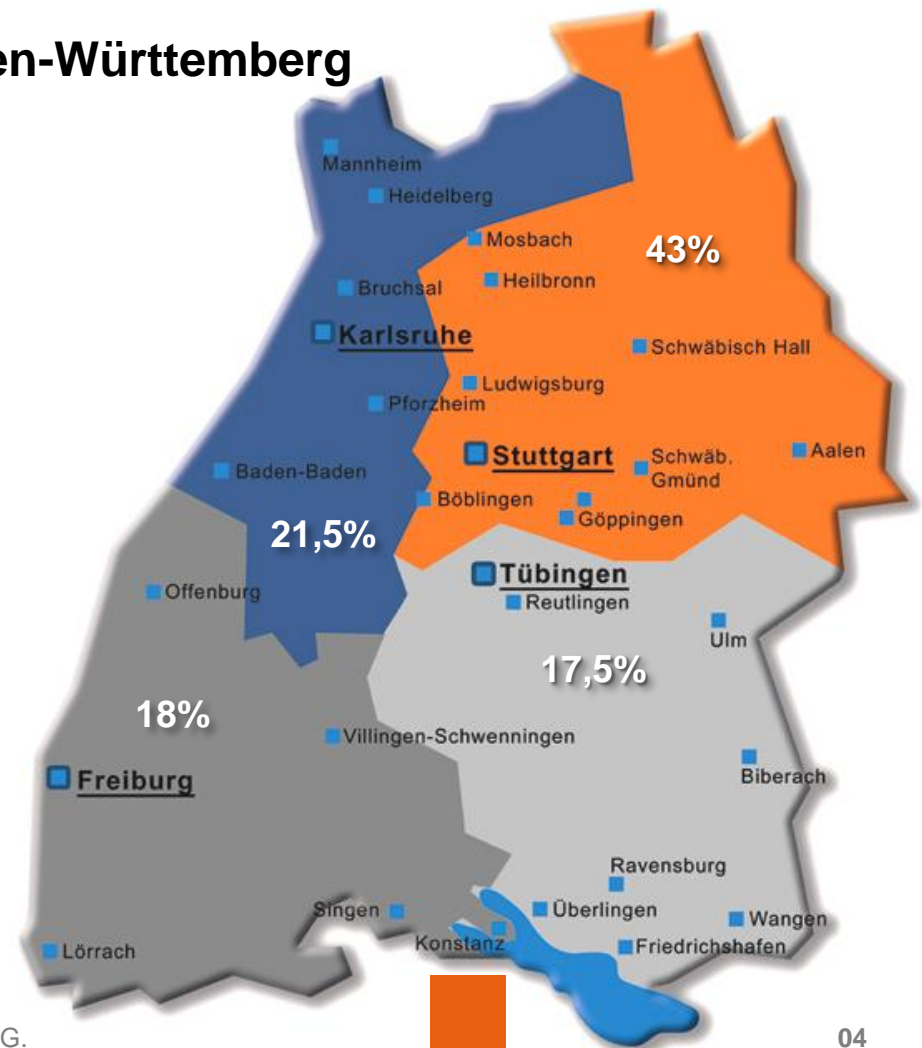 en-Württemberg
Mannheim
Heidelberg
Mosbach
43%
Heilbronn
Bruchsal
Karlsruhe
Schwäbisch Hall
Ludwigsburg
Pforzheim
Stuttgart
Schwäb.
Gmünd
Aalen
Baden-Baden
Böblingen
Göppingen
21,5%
Tübingen
Offenburg
Reutlingen
Ulm
17,5%
18%
Villingen-Schwenningen
Freiburg
Biberach
Ravensburg
Singen
Überlingen
Wangen
Konstanz
Friedrichshafen
Lörrach
G.
04